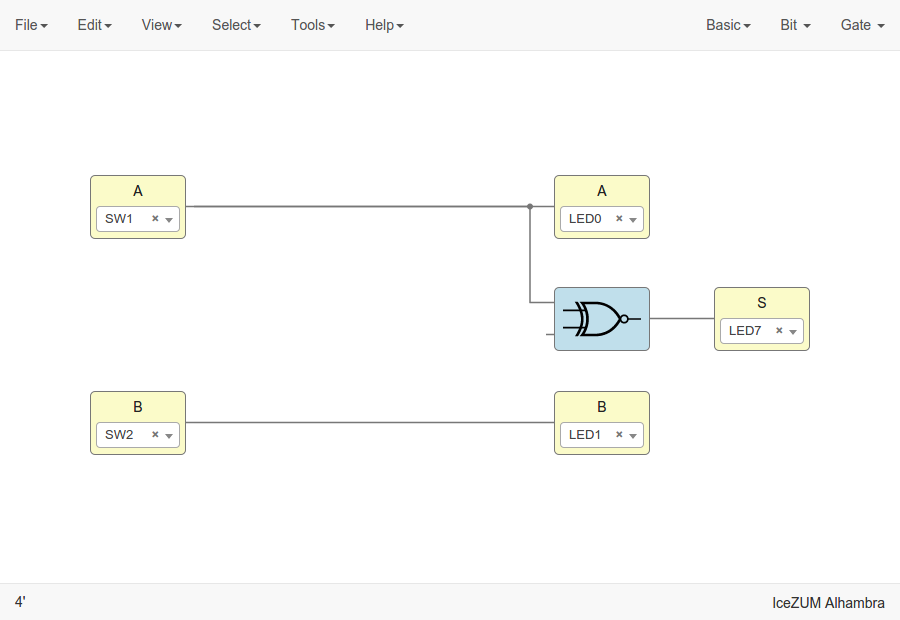 File Edit View Select Tools Help Basic Bit Gate
A
SW1 ×
A
LED0 ×
S
LED7 ×
B
SW2 ×
B
LED1 ×
4'
IceZUM Alhambra